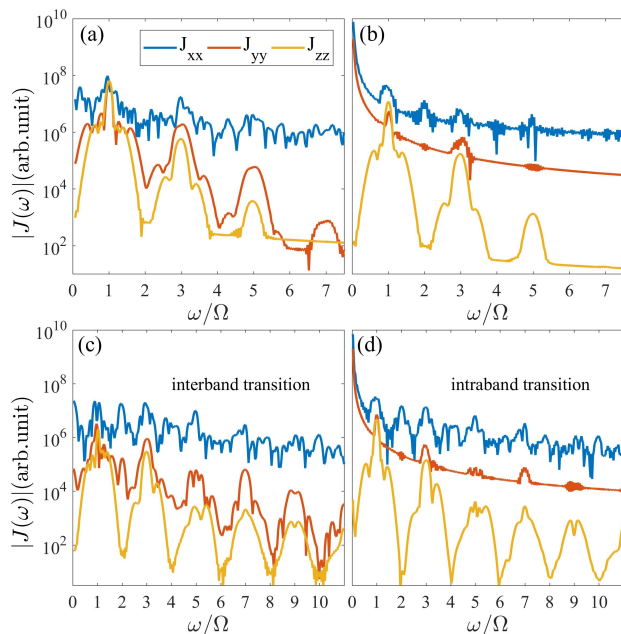 (a)
J_xx J_yy J_zz
|J(ω)|(arb.unit)
10^10
10^8
10^6
10^4
10^2
0 1 2 3 4 5 6 7
ω/Ω
(b)
0 1 2 3 4 5 6 7
ω/Ω
(c)
interband transition
|J(ω)|(arb.unit)
10^10
10^8
10^6
10^4
10^2
0 1 2 3 4 5 6 7 8 9 10
ω/Ω
(d)
intraband transition
0 1 2 3 4 5 6 7 8 9 10
ω/Ω